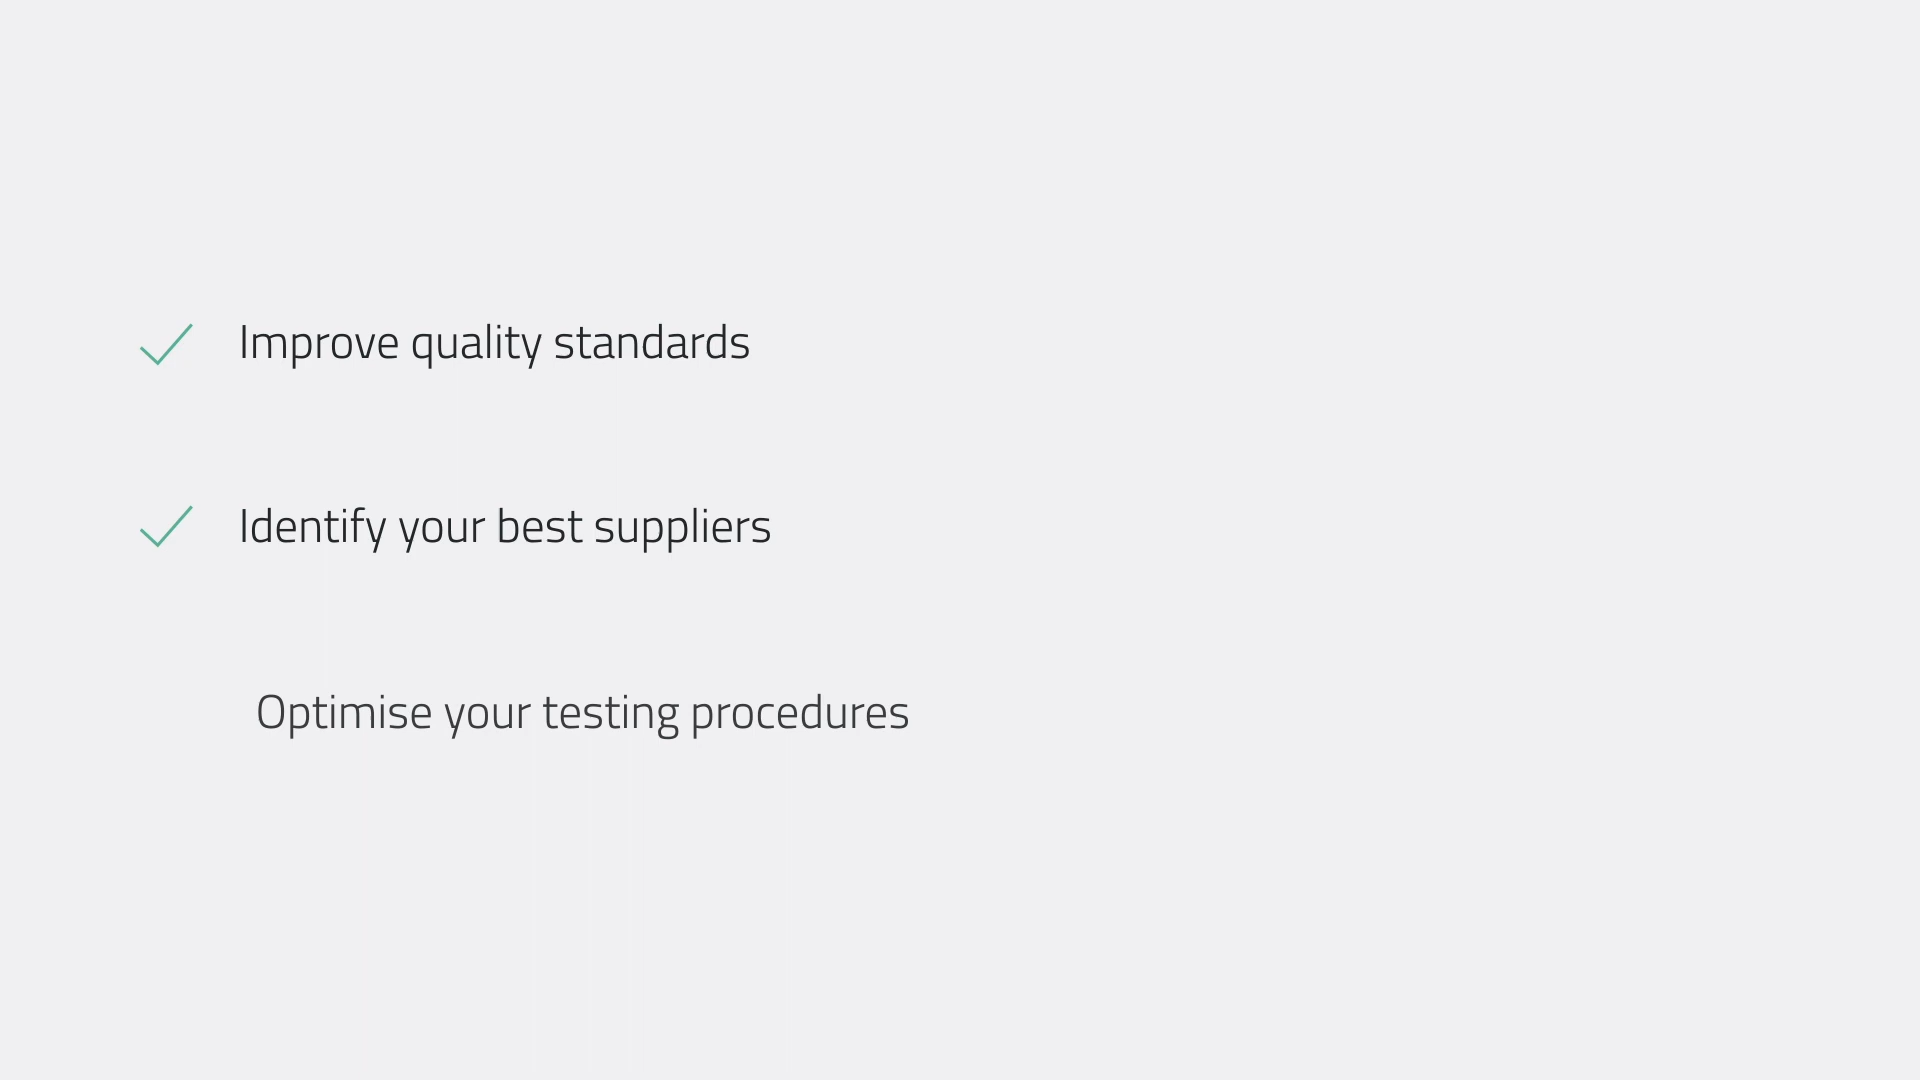 Improve quality standards
Identify your best suppliers
Optimise your testing procedures